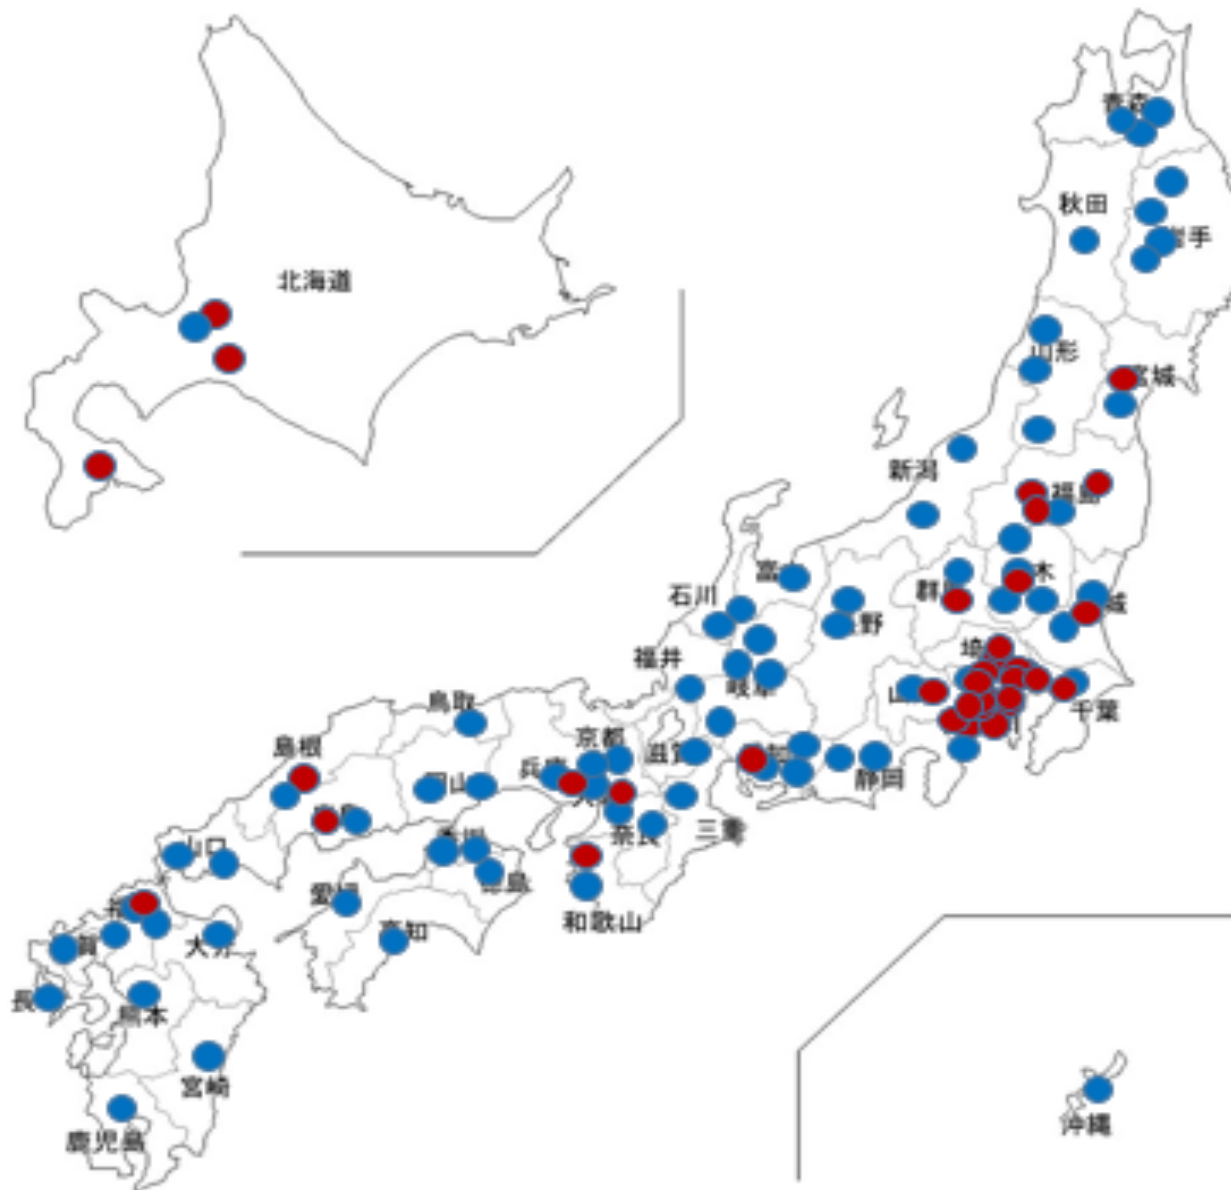 青森
秋田
岩手
北海道
山形
宮城
新潟
福島
富
木
石川
群馬
城
長野
福井
埼
岐阜
山
千葉
鳥取
京都
滋賀
島根
兵庫
静岡
岡山
大
奈良
三重
広島
山口
香川
徳島
愛媛
和歌山
福
高知
大分
賀
長
熊本
宮崎
鹿児島
沖縄